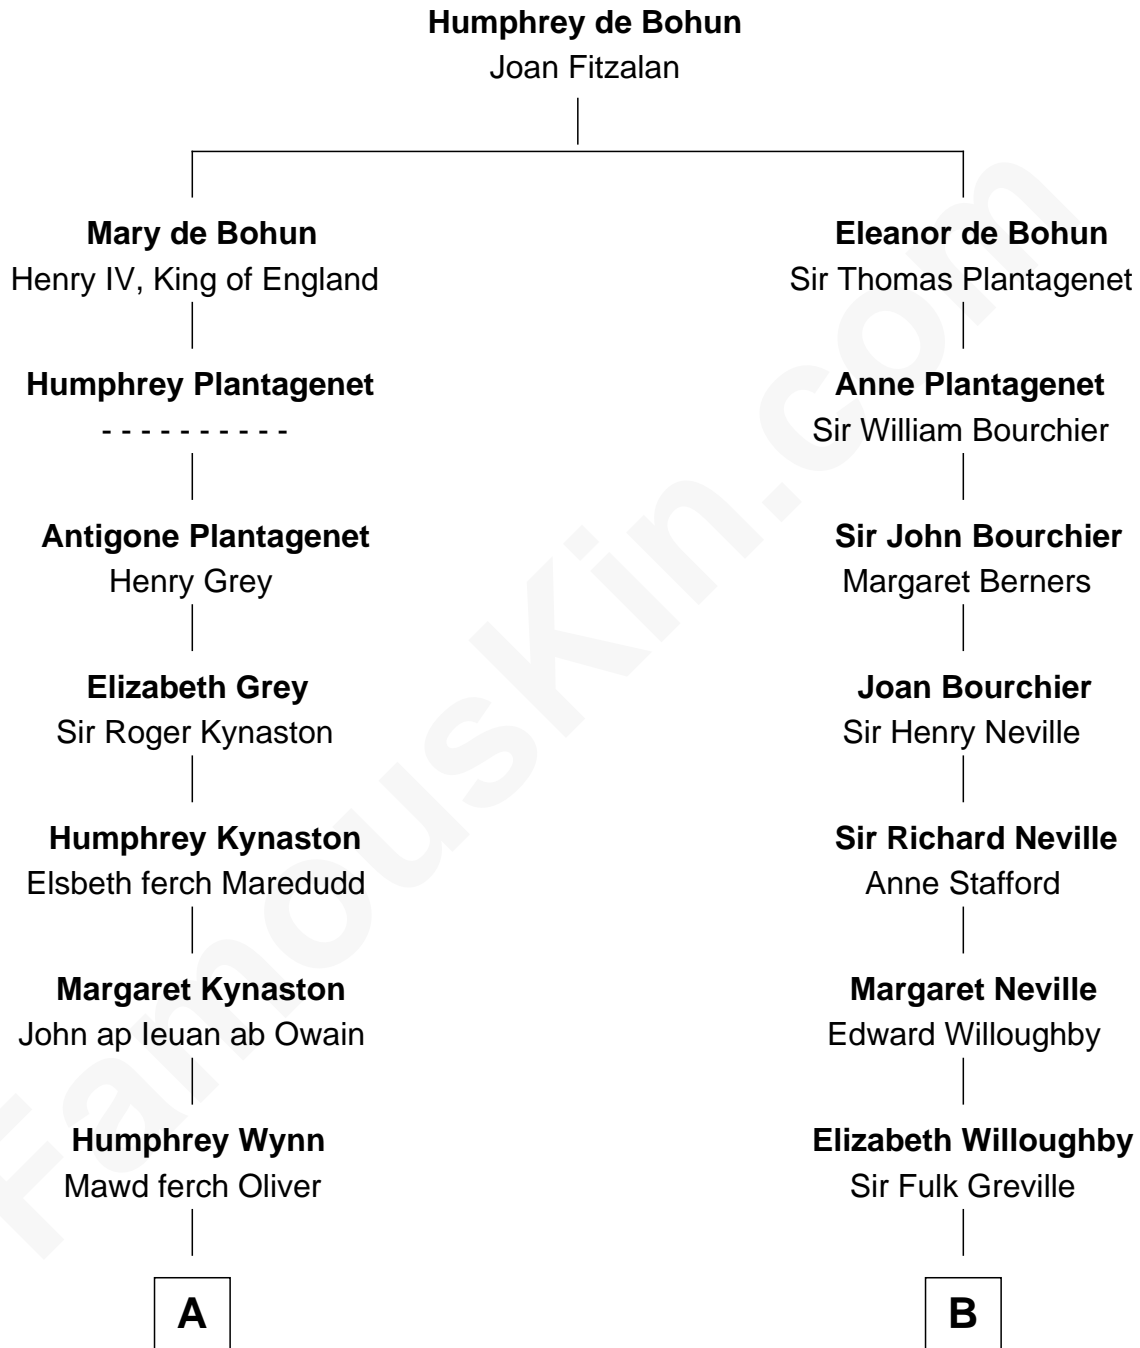 Humphrey de Bohun
Joan Fitzalan
Mary de Bohun
Henry IV, King of England
Eleanor de Bohun
Sir Thomas Plantagenet
Humphrey Plantagenet
- - - - - - - - - -
Anne Plantagenet
Sir William Bourchier
Antigone Plantagenet
Henry Grey
Sir John Bourchier
Margaret Berners
Elizabeth Grey
Sir Roger Kynaston
Joan Bourchier
Sir Henry Neville
Humphrey Kynaston
Elsbeth ferch Maredudd
Sir Richard Neville
Anne Stafford
Margaret Kynaston
John ap Ieuan ab Owain
Margaret Neville
Edward Willoughby
Humphrey Wynn
Mawd ferch Oliver
Elizabeth Willoughby
Sir Fulk Greville
A
B
FamousKin.com